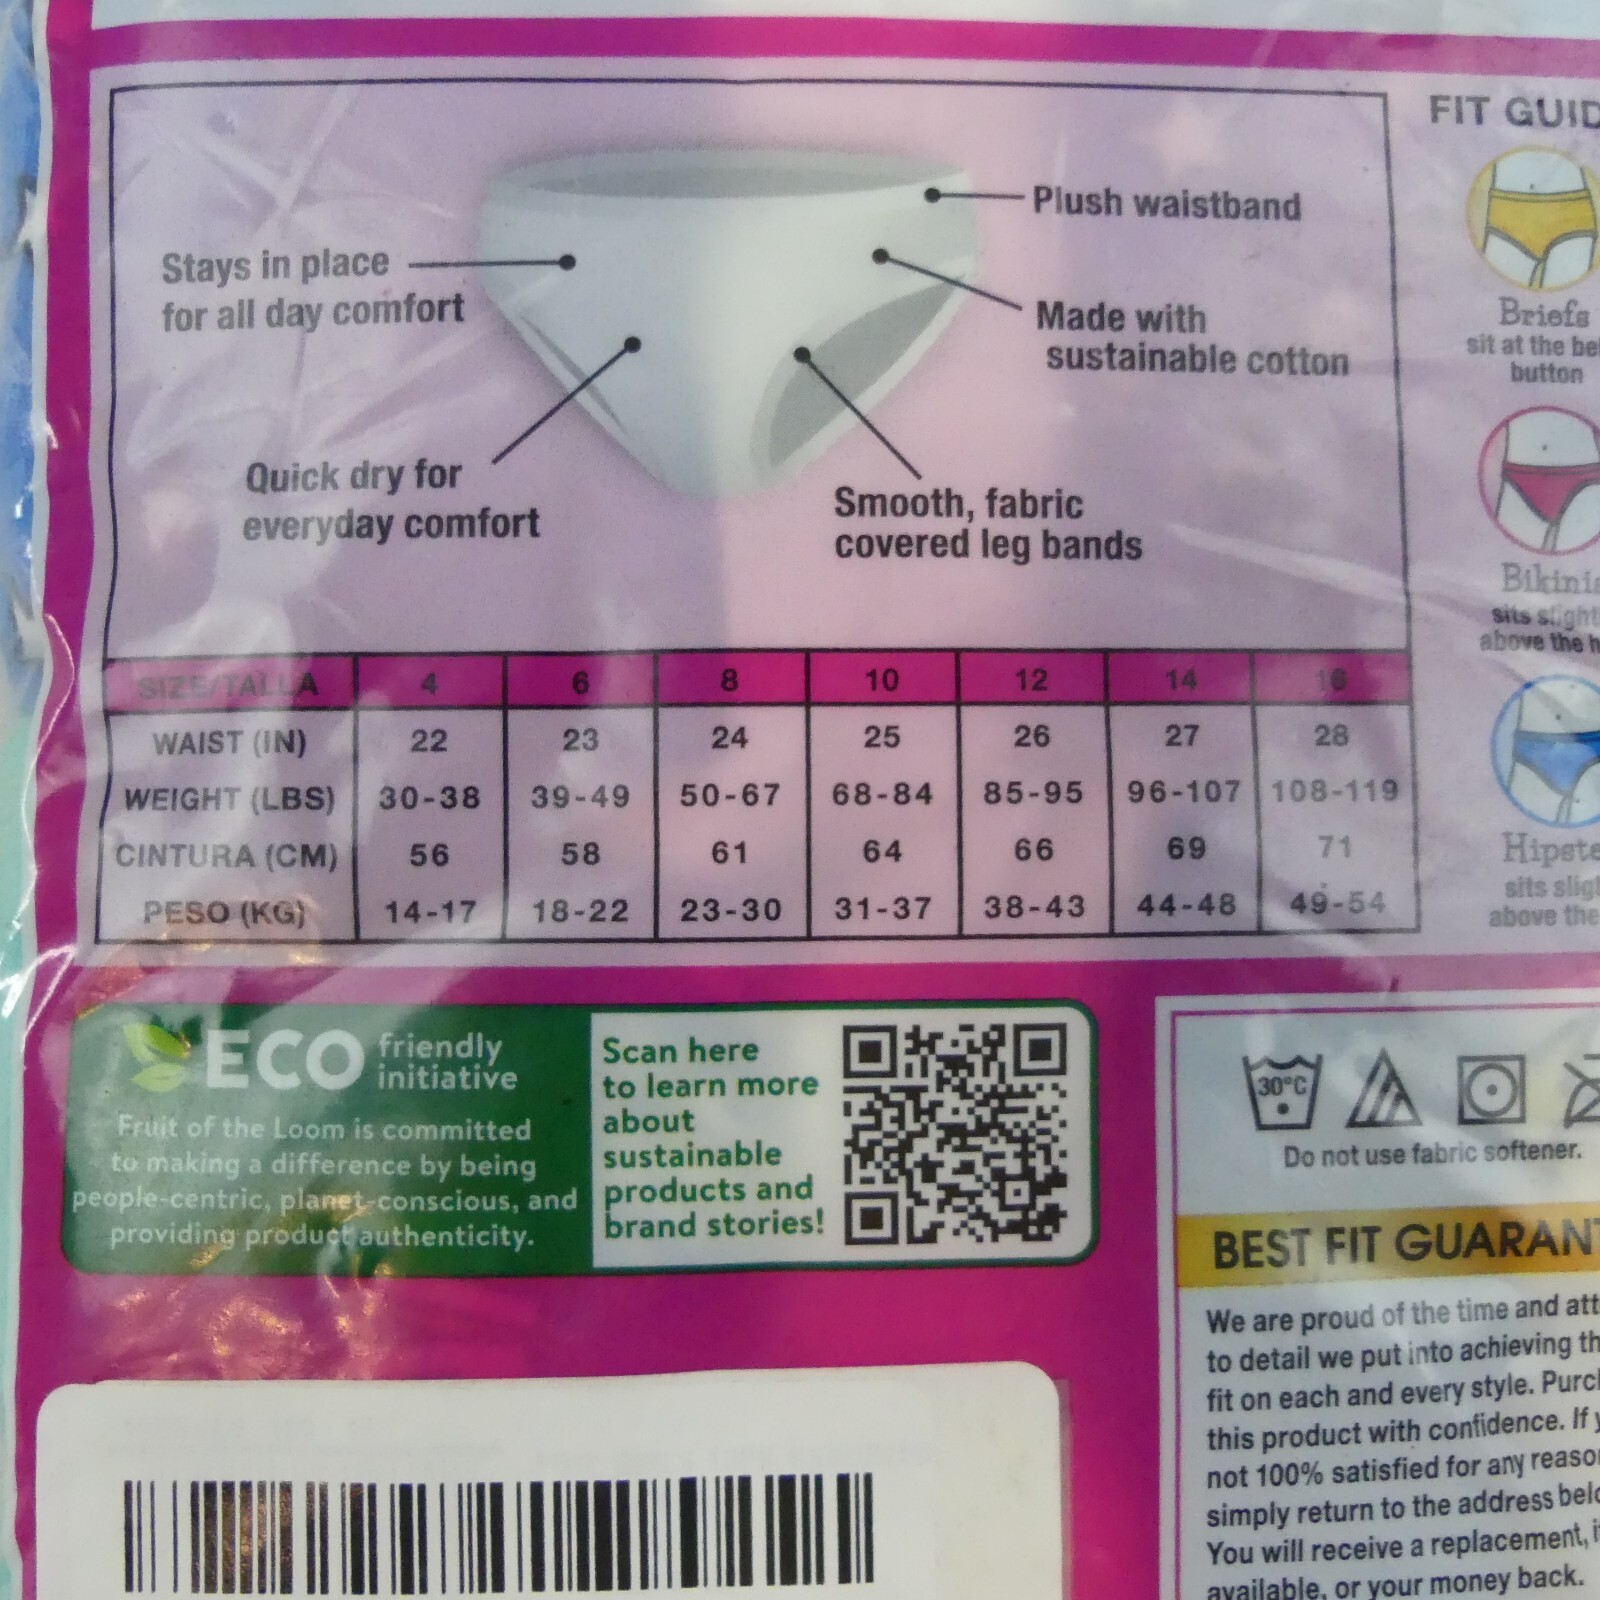 Plush waistband
Stays in place
for all day comfort
Made with
sustainable cotton
Quick dry for
everyday comfort
Smooth, fabric
covered leg bands
SIZE/TALLA 4 6 8 10 12 14 16
WAIST (IN) 22 23 24 25 26 27 28
WEIGHT (LBS) 30-38 39-49 50-67 68-84 85-95 96-107 108-119
CINTURA (CM) 56 58 61 64 66 69 71
PESO (KG) 14-17 18-22 23-30 31-37 38-43 44-48 49-54
FIT GUID
Briefs
sit at the be
button
Bikini
sits slight
above the h
Hipste
sits slig
above the
ECO friendly
initiative
Fruit of the Loom is committed
to making a difference by being
people-centric, planet-conscious, and
providing product authenticity.
Scan here
to learn more
about
sustainable
products and
brand stories!
30°C
Do not use fabric softener.
BEST FIT GUARAN
We are proud of the time and att
to detail we put into achieving th
fit on each and every style. Purc
this product with confidence. If y
not 100% satisfied for any reaso
simply return to the address belo
You will receive a replacement, i
available, or your money back.